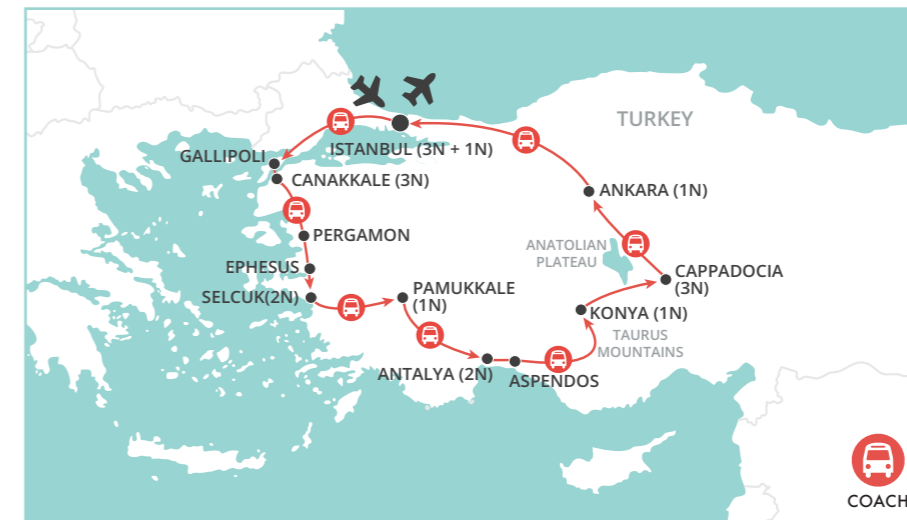 TURKEY
ISTANBUL (3N + 1N)
GALLIPOLI
CANAKKALE (3N)
ANKARA (1N)
PERGAMON
ANATOLIAN
PLATEAU
EPHESUS
CAPPADOCIA
(3N)
SELCUK(2N)
PAMUKKALE
(1N)
KONYA (1N)
TAURUS
MOUNTAINS
ANTALYA (2N)
ASPENDOS
COACH